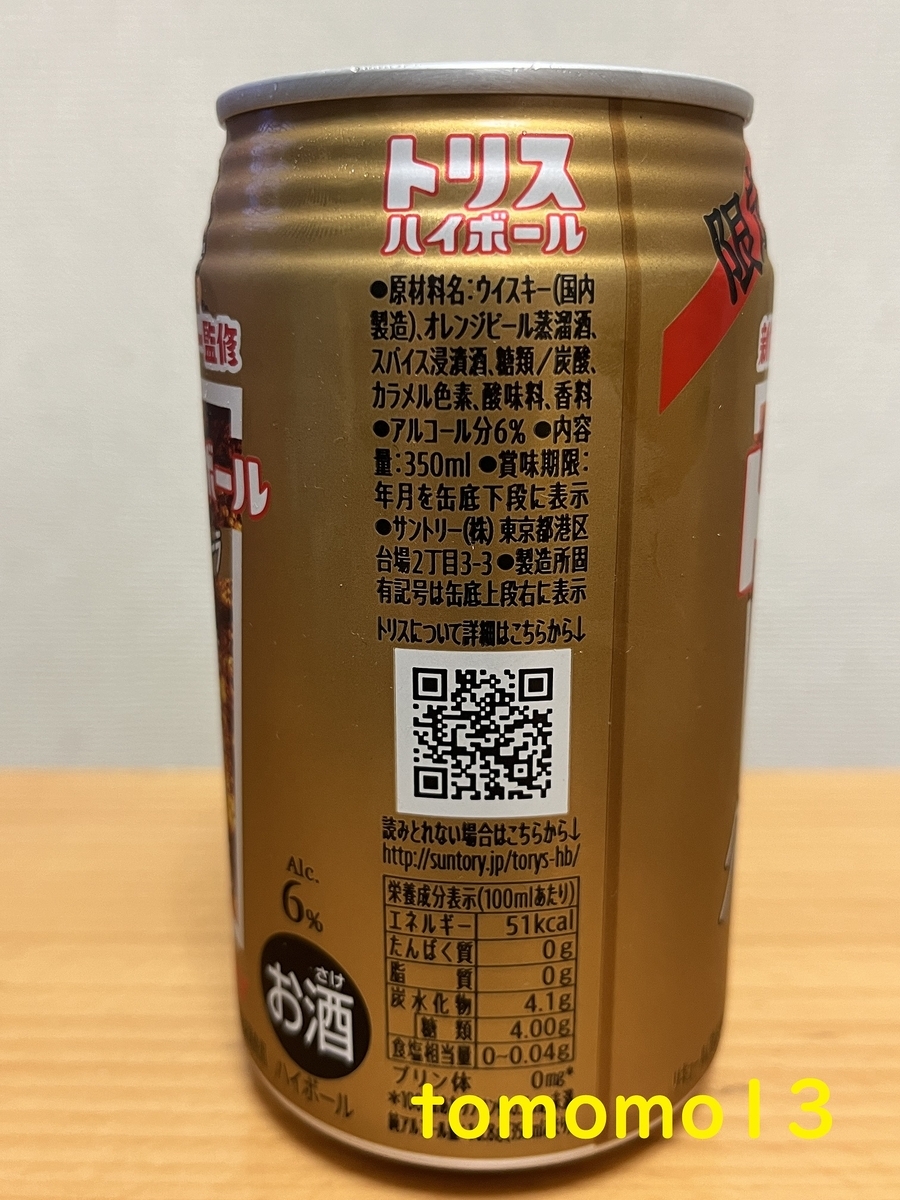 トリス
ハイボール
●原材料名:ウイスキー(国内
製造)、オレンジピール蒸溜酒、
スパイス浸漬酒、糖類/炭酸、
カラメル色素、酸味料、香料
●アルコール分6% ●内容
量:350ml ●賞味期限:
年月を缶底下段に表示
●サントリー(株) 東京都港区
台場2丁目3-3 ●製造所固
有記号は缶底上段右に表示
トリスについて詳細はこちらから↓
読みとれない場合はこちらから↓
http://suntory.jp/torys-hb/
栄養成分表示(100mlあたり)
エネルギー 51kcal
たんぱく質 0g
脂質 0g
炭水化物 4.1g
糖類 4.00g
食塩相当量 0~0.04g
プリン体 0mg*
監修
ール
Alc.
6%
さけ
お酒
ハイボール
限
tomomo13